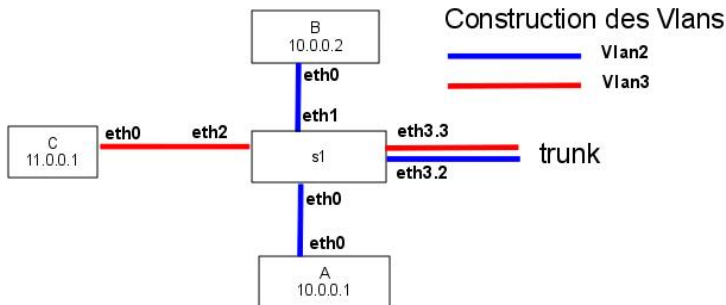 Construction des Vlans
Vlan2
Vlan3
B
10.0.0.2
eth0
eth1
C
11.0.0.1
eth0
eth2
s1
eth3.3
eth3.2
trunk
eth0
eth0
A
10.0.0.1